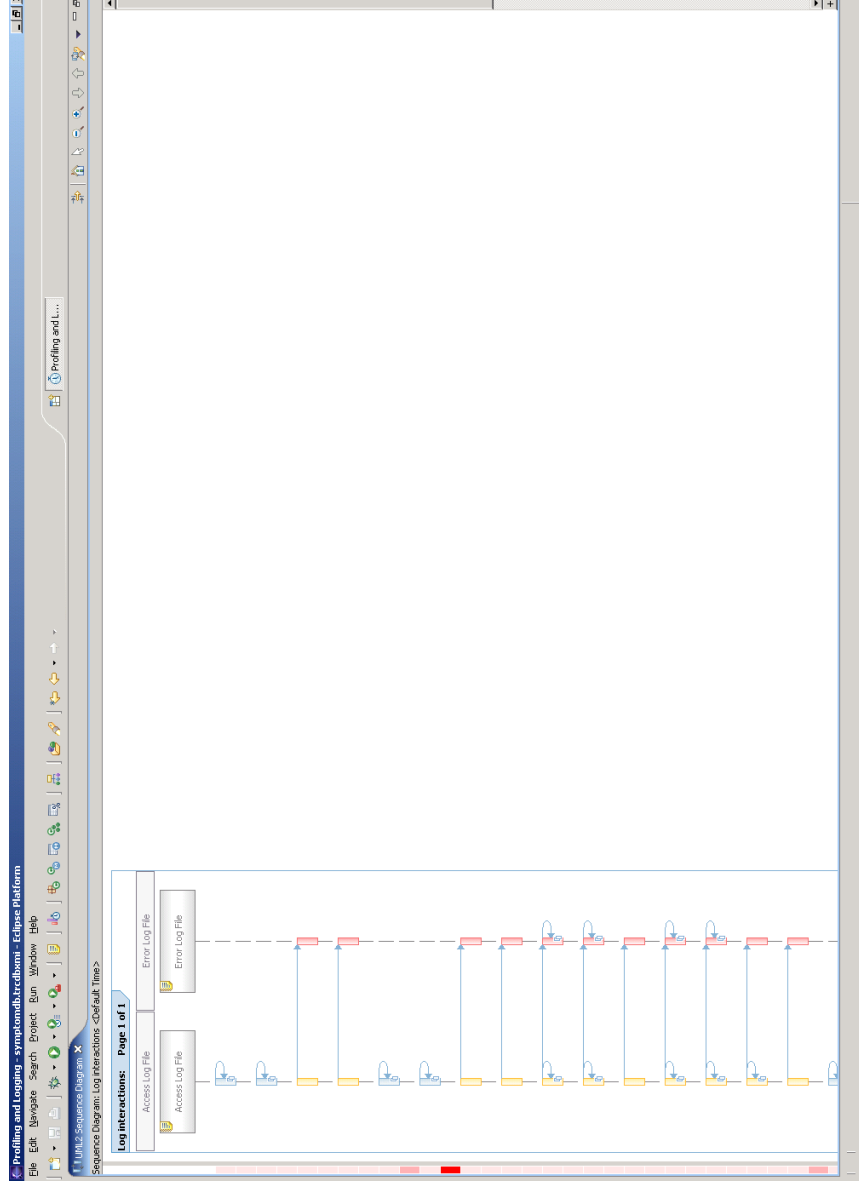 Profiling and Logging - symptomdb.trcdbxmi - Eclipse Platform
File Edit Navigate Search Project Run Window Help
Profiling and L...
UML2 Sequence Diagram
Sequence Diagram: Log interactions <Default Time>
Log interactions: Page 1 of 1
Access Log File Error Log File
Access Log File Error Log File